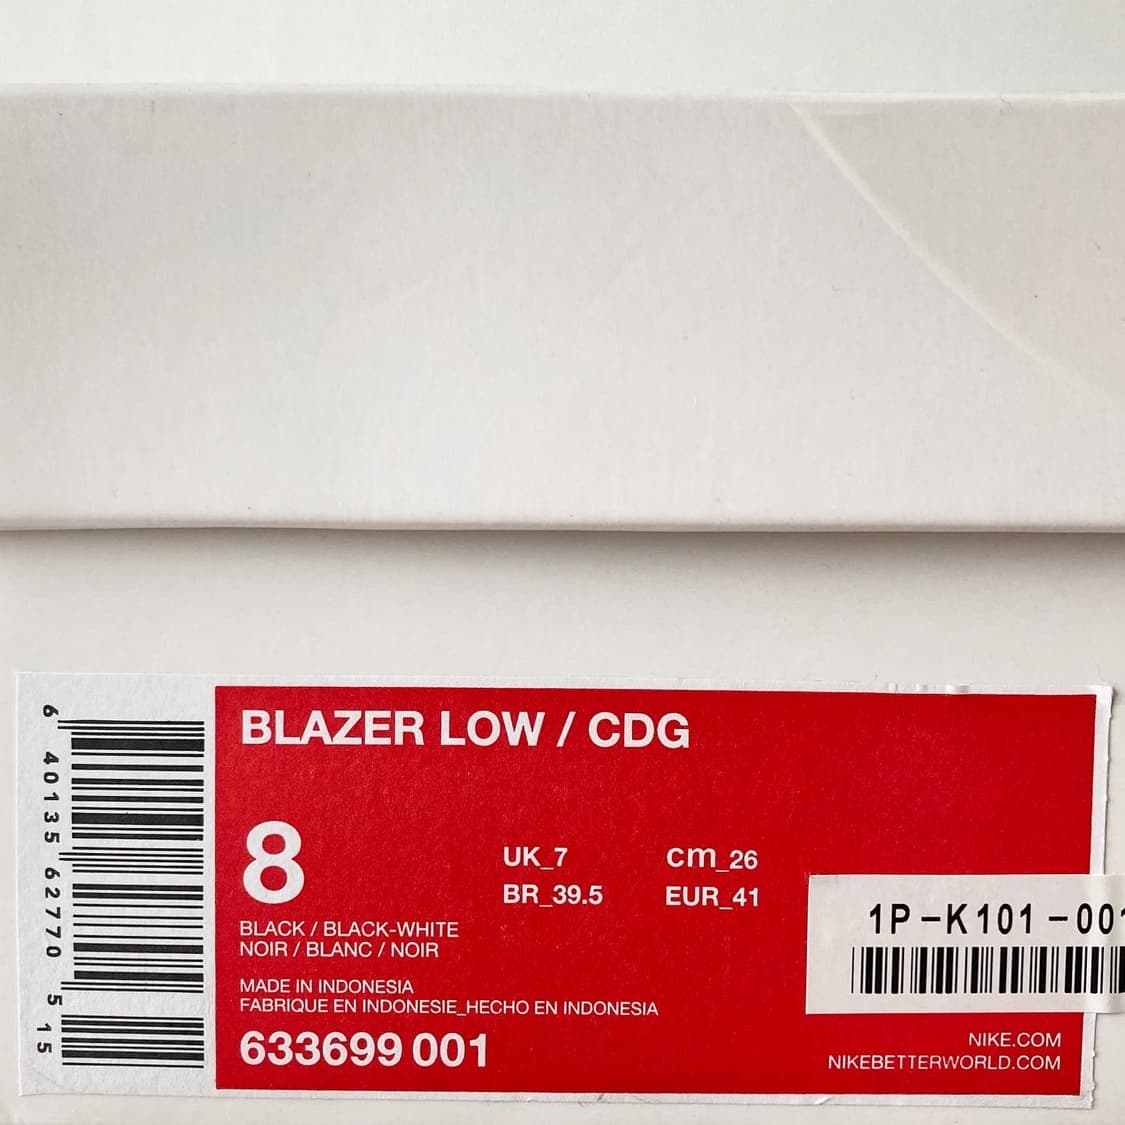 BLAZER LOW / CDG
8
UK_7 cm_26
BR_39.5 EUR_41
BLACK / BLACK-WHITE
NOIR / BLANC / NOIR
MADE IN INDONESIA
FABRIQUE EN INDONESIE_HECHO EN INDONESIA
633699 001
1P-K101-001
NIKE.COM
NIKEBETTERWORLD.COM
6 40135 62770 5 15